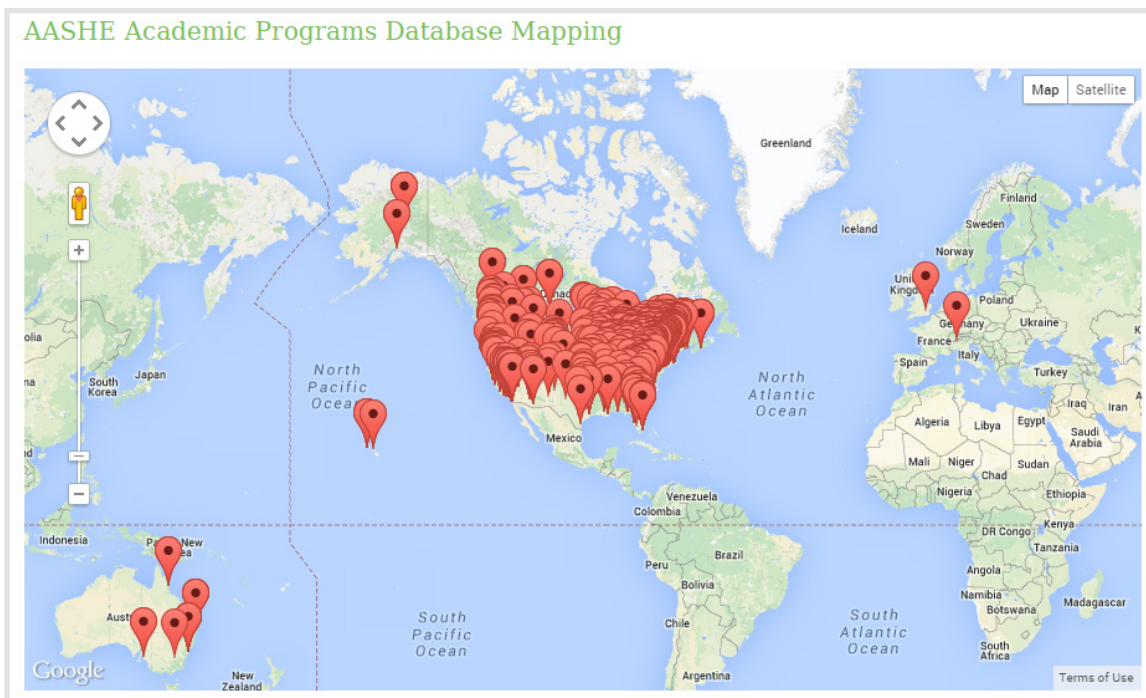 AASHE Academic Programs Database Mapping
Map Satellite
Greenland
Finland
Iceland
Sweden
Norway
Poland
Ukraine
Germany
France
Italy
Spain
Turkey
South
Korea
Japan
North
Pacific
Ocean
North
Atlantic
Ocean
Iraq
Iran
Algeria
Libya
Egypt
Saudi
Arabia
Mexico
Mali
Niger
Chad
Sudan
Nigeria
Ethiopia
Venezuela
Colombia
Kenya
DR Congo
Tanzania
Indonesia
Brazil
Peru
Angola
Bolivia
Namibia
Botswana
Madagascar
Chile
South
Pacific
Ocean
South
Atlantic
Ocean
South
Africa
New
Zealand
Argentina
Google
Terms of Use